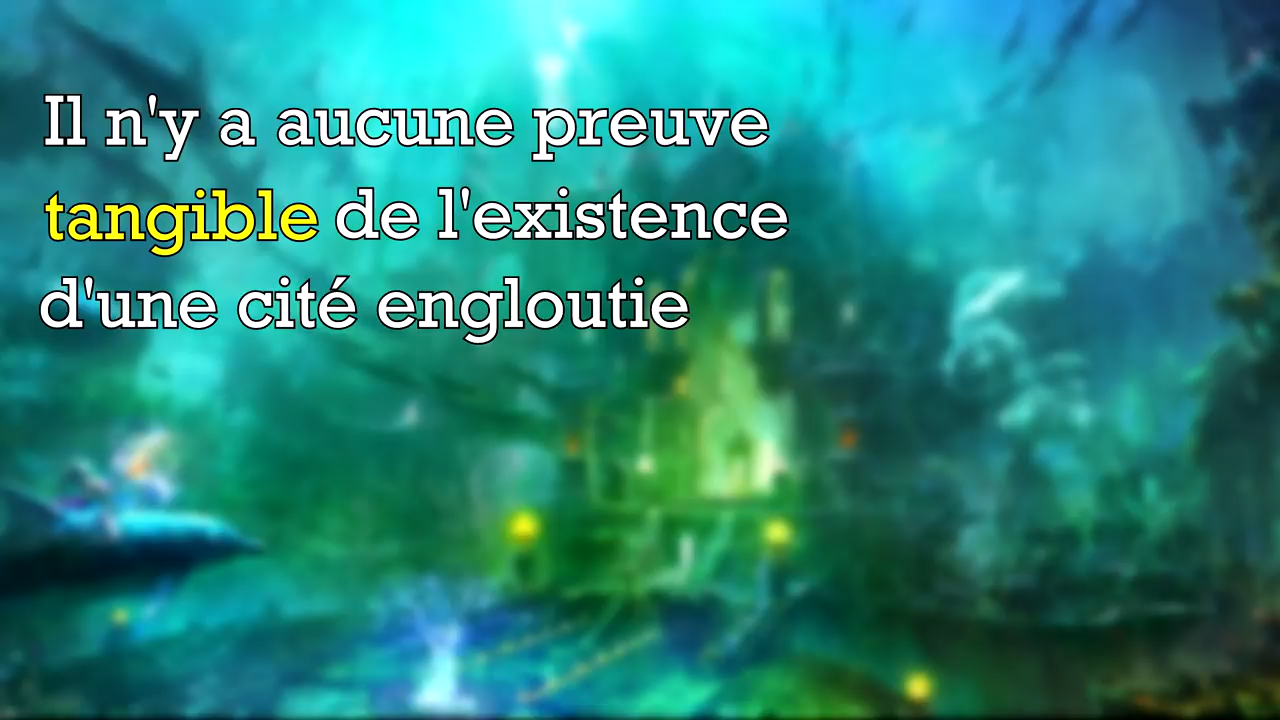 Il n'y a aucune preuve
tangible de l'existence
d'une cité engloutie